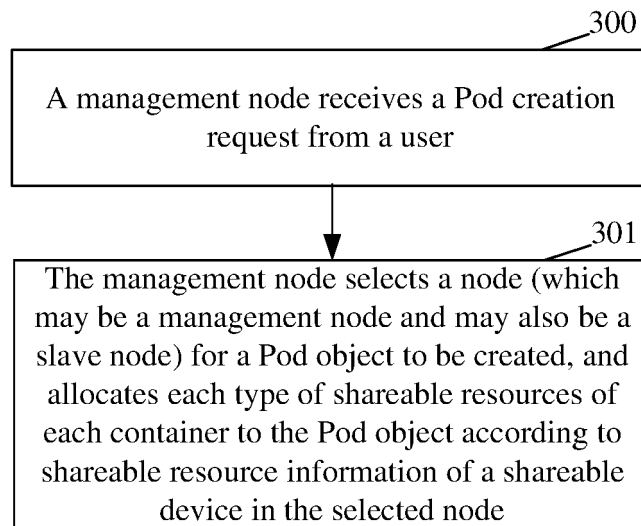 300
A management node receives a Pod creation
request from a user
301
The management node selects a node (which
may be a management node and may also be a
slave node) for a Pod object to be created, and
allocates each type of shareable resources of
each container to the Pod object according to
shareable resource information of a shareable
device in the selected node